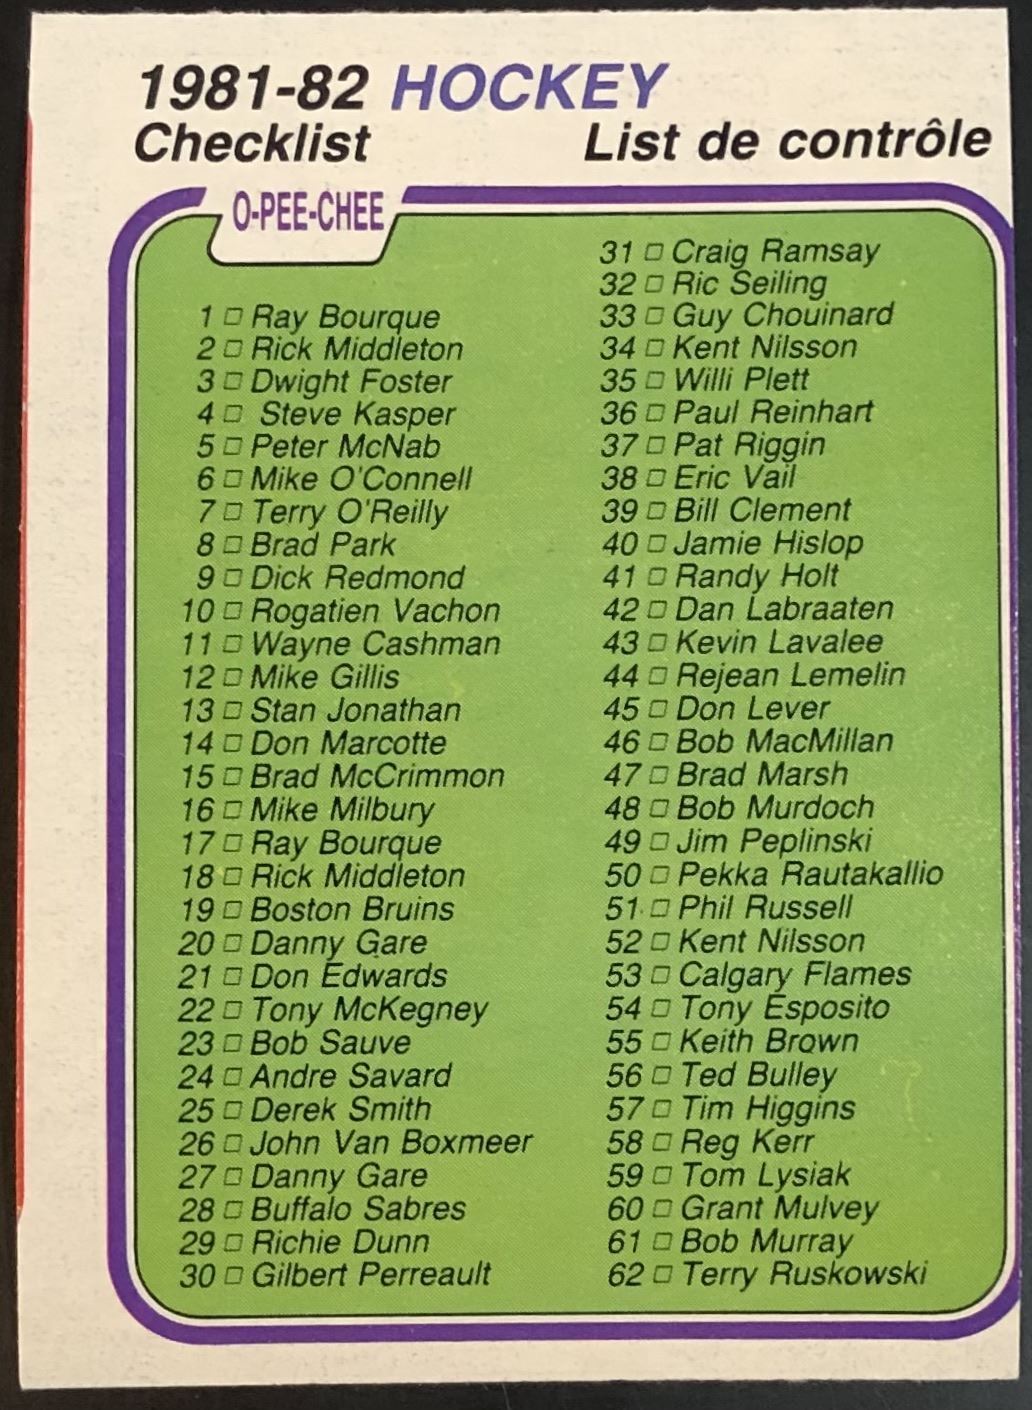 1981-82 HOCKEY
Checklist
List de contrôle
O-PEE-CHEE
1 □ Ray Bourque
2 □ Rick Middleton
3 □ Dwight Foster
4 □ Steve Kasper
5 □ Peter McNab
6 □ Mike O'Connell
7 □ Terry O'Reilly
8 □ Brad Park
9 □ Dick Redmond
10 □ Rogatien Vachon
11 □ Wayne Cashman
12 □ Mike Gillis
13 □ Stan Jonathan
14 □ Don Marcotte
15 □ Brad McCrimmon
16 □ Mike Milbury
17 □ Ray Bourque
18 □ Rick Middleton
19 □ Boston Bruins
20 □ Danny Gare
21 □ Don Edwards
22 □ Tony McKegney
23 □ Bob Sauve
24 □ Andre Savard
25 □ Derek Smith
26 □ John Van Boxmeer
27 □ Danny Gare
28 □ Buffalo Sabres
29 □ Richie Dunn
30 □ Gilbert Perreault
31 □ Craig Ramsay
32 □ Ric Seiling
33 □ Guy Chouinard
34 □ Kent Nilsson
35 □ Willi Plett
36 □ Paul Reinhart
37 □ Pat Riggin
38 □ Eric Vail
39 □ Bill Clement
40 □ Jamie Hislop
41 □ Randy Holt
42 □ Dan Labraaten
43 □ Kevin Lavalee
44 □ Rejean Lemelin
45 □ Don Lever
46 □ Bob MacMillan
47 □ Brad Marsh
48 □ Bob Murdoch
49 □ Jim Peplinski
50 □ Pekka Rautakallio
51 □ Phil Russell
52 □ Kent Nilsson
53 □ Calgary Flames
54 □ Tony Esposito
55 □ Keith Brown
56 □ Ted Bulley
57 □ Tim Higgins
58 □ Reg Kerr
59 □ Tom Lysiak
60 □ Grant Mulvey
61 □ Bob Murray
62 □ Terry Ruskowski